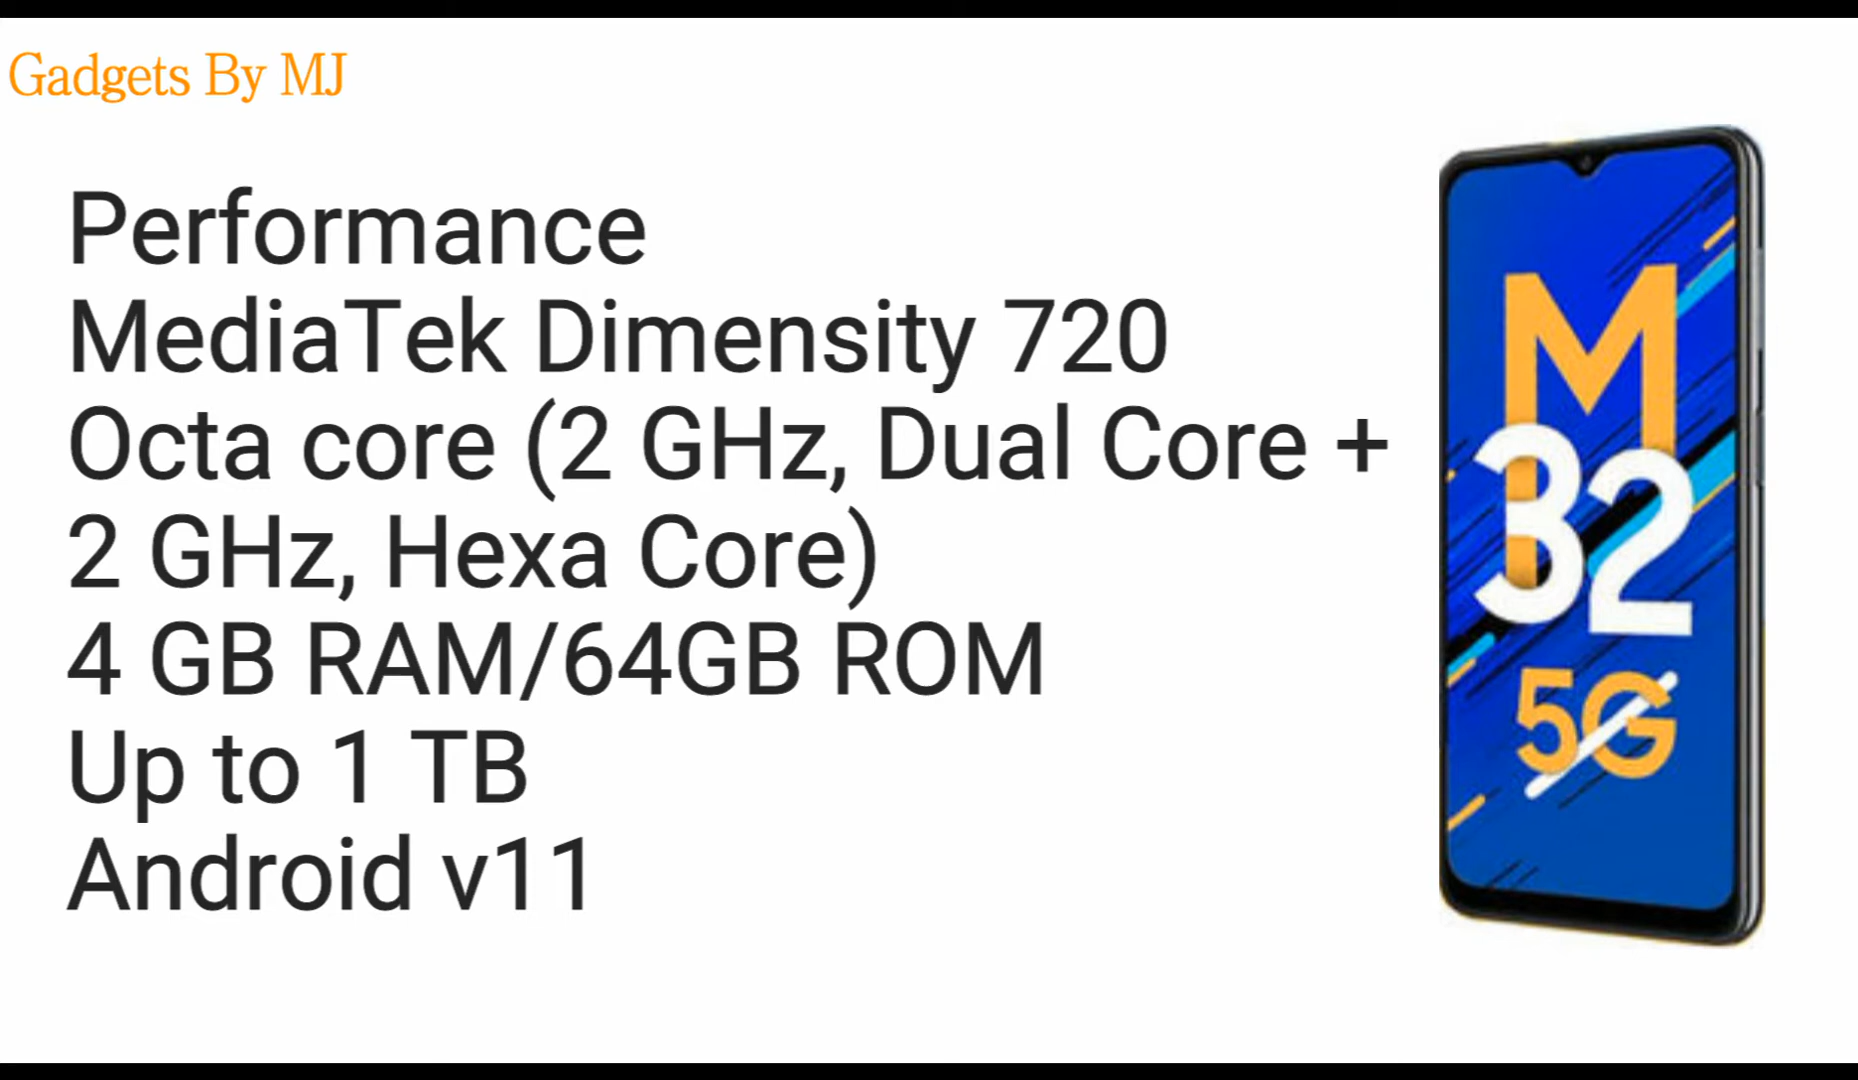 Gadgets By MJ
Performance
MediaTek Dimensity 720
Octa core (2 GHz, Dual Core +
2 GHz, Hexa Core)
4 GB RAM/64GB ROM
Up to 1 TB
Android v11
M
32
5G